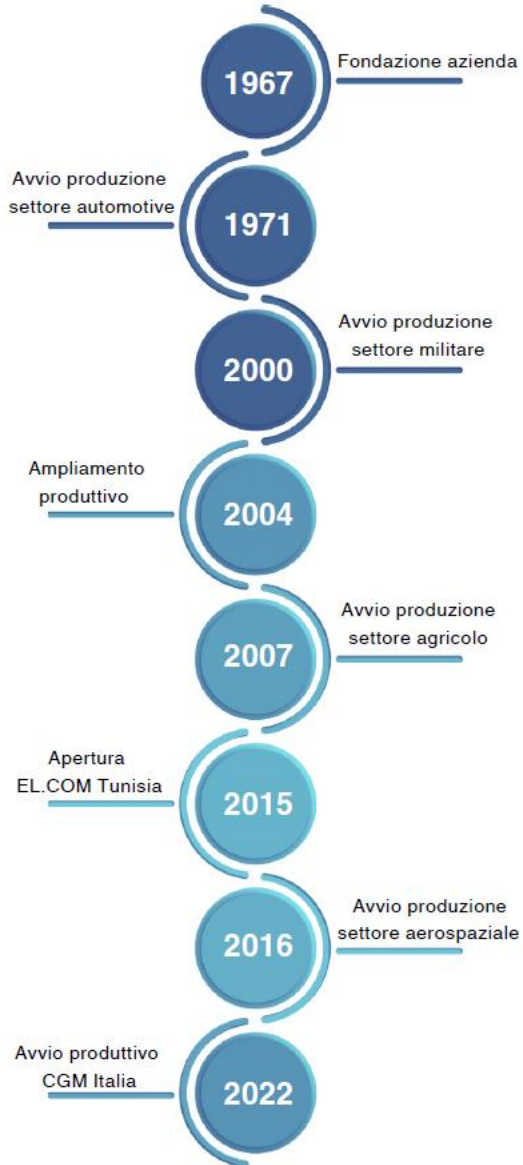 1967
Fondazione azienda
Avvio produzione
settore automotive
1971
2000
Avvio produzione
settore militare
Ampliamento
produttivo
2004
2007
Avvio produzione
settore agricolo
Apertura
EL.COM Tunisia
2015
2016
Avvio produzione
settore aerospaziale
Avvio produttivo
CGM Italia
2022